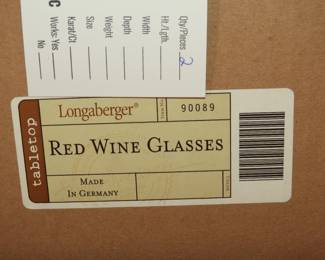 C
Qty/Pieces 2
Ht./Lgth.
Width
Depth
Weight
Size
Karat/Ct
Works: Yes
No
tabletop
Longaberger®
90089
RED WINE GLASSES
MADE
IN GERMANY